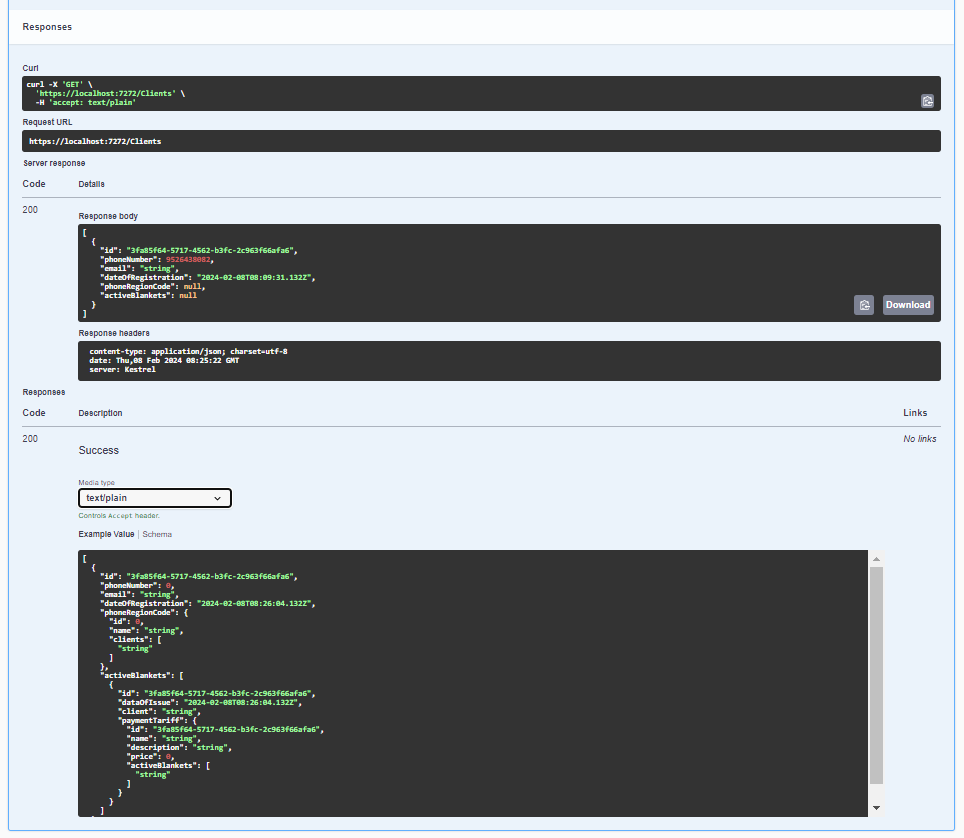 Responses
Curl
curl -X 'GET' \
'https://localhost:7272/Clients' \
-H 'accept: text/plain'
Request URL
https://localhost:7272/Clients
Server response
Code Details
200
Response body
[
{
"id": "3fa85f64-5717-4562-b3fc-2c963f66afa6",
"phoneNumber": 9526438082,
"email": "string",
"dateOfRegistration": "2024-02-08T08:09:31.132Z",
"phoneRegionCode": null,
"activeBlankets": null
}
]
Download
Response headers
content-type: application/json; charset=utf-8
date: Thu,08 Feb 2024 08:25:22 GMT
server: Kestrel
Responses
Code Description Links
200 Success No links
Media type
text/plain
Controls Accept header.
Example Value | Schema
[
{
"id": "3fa85f64-5717-4562-b3fc-2c963f66afa6",
"phoneNumber": 0,
"email": "string",
"dateOfRegistration": "2024-02-08T08:26:04.132Z",
"phoneRegionCode": {
"id": 0,
"name": "string",
"clients": [
"string"
]
},
"activeBlankets": [
{
"id": "3fa85f64-5717-4562-b3fc-2c963f66afa6",
"dataOfIssue": "2024-02-08T08:26:04.132Z",
"client": "string",
"paymentTariff": {
"id": "3fa85f64-5717-4562-b3fc-2c963f66afa6",
"name": "string",
"description": "string",
"price": 0,
"activeBlankets": [
"string"
]
}
}
]